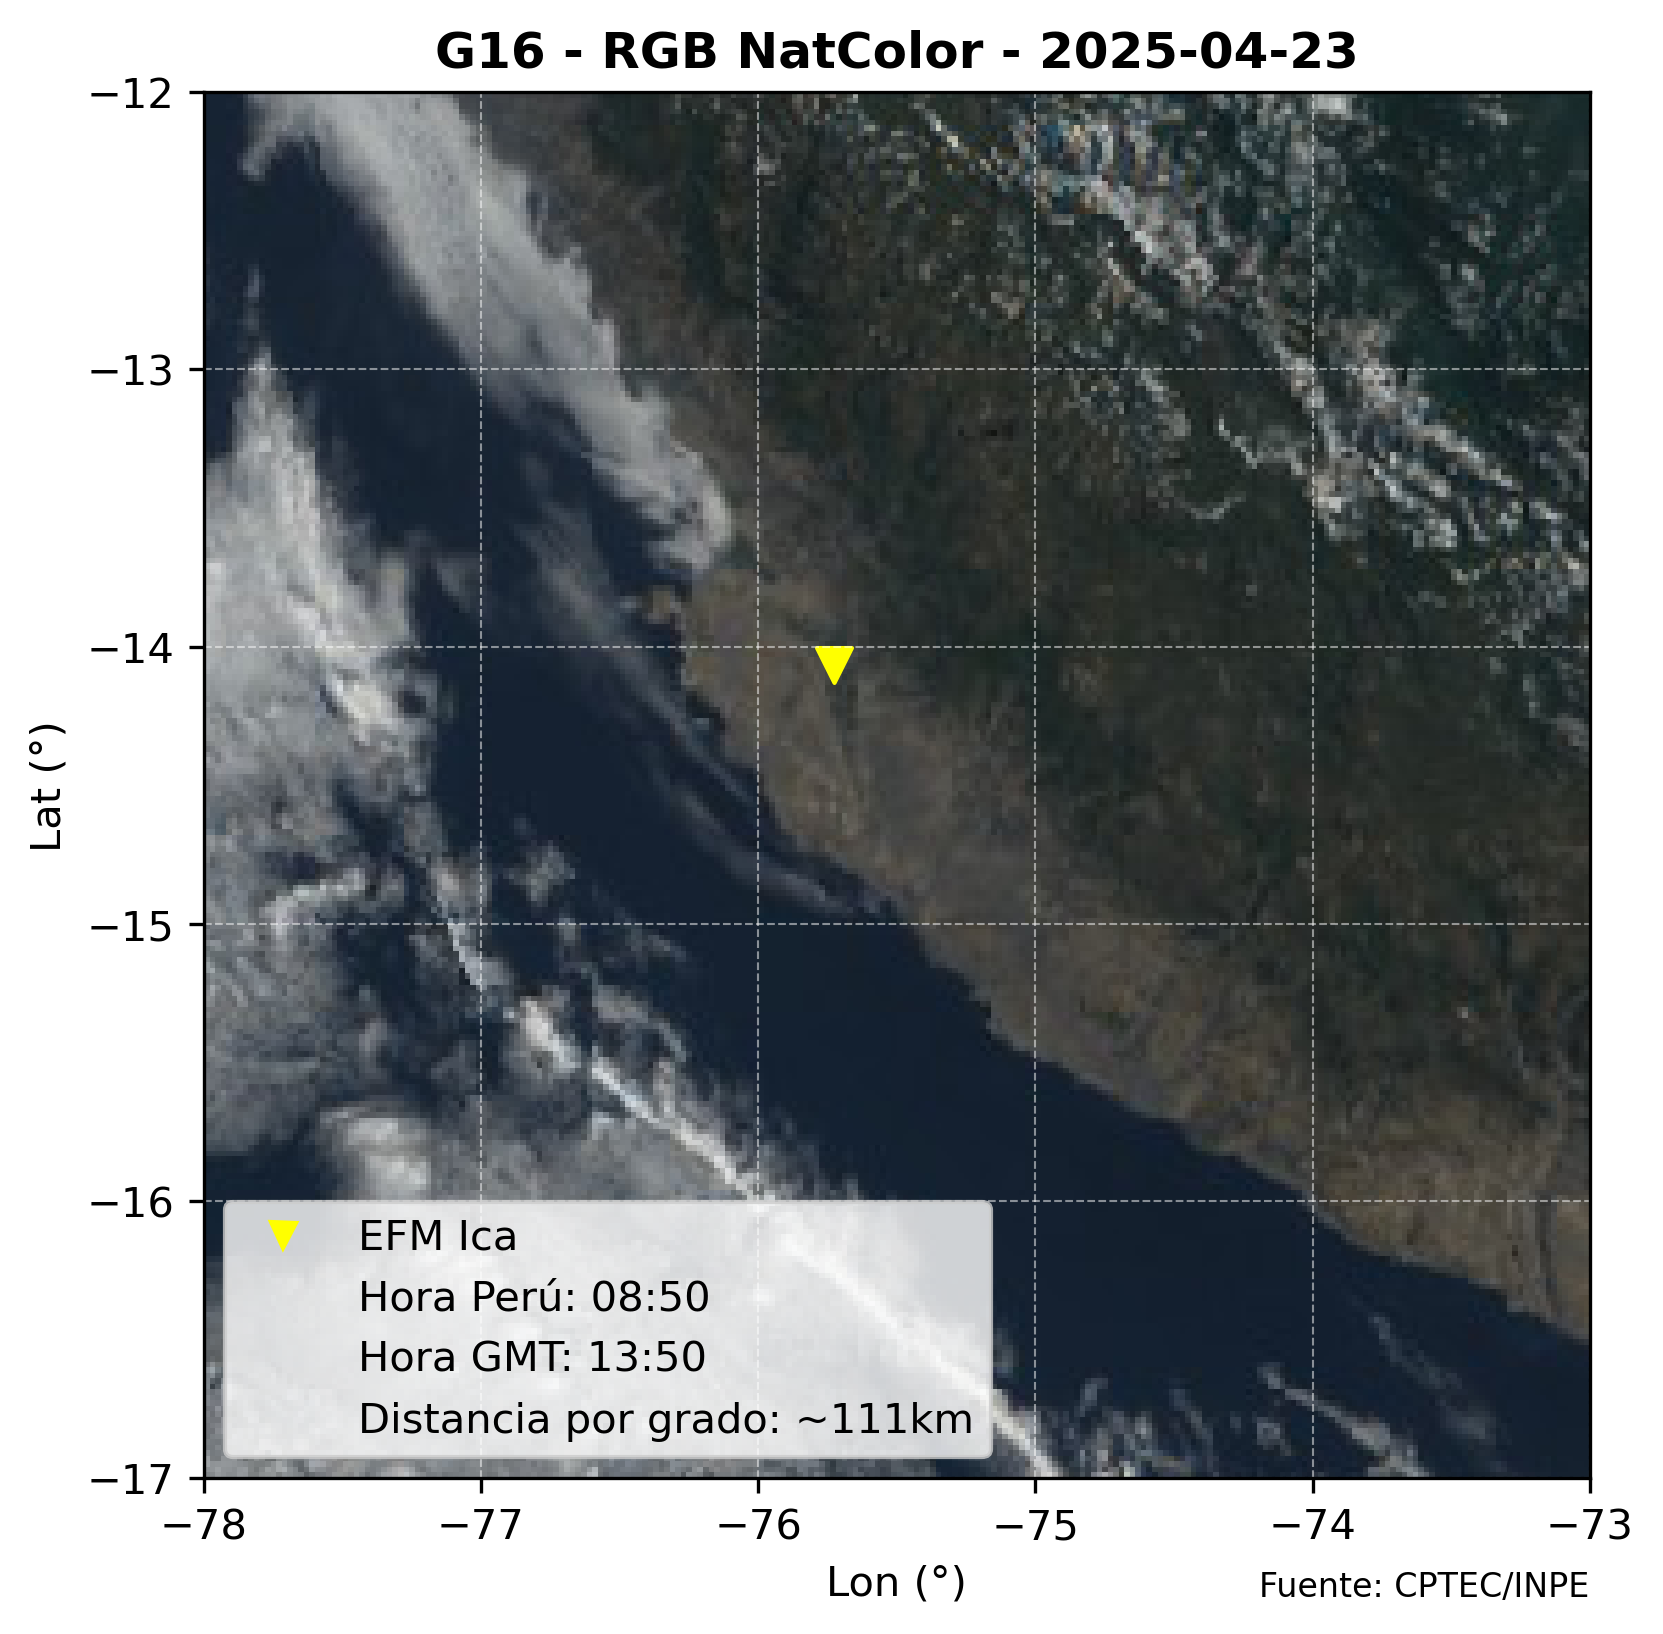 G16 - RGB NatColor - 2025-04-23
−12
−13
−14
−15
−16
−17
Lat (°)
EFM Ica
Hora Perú: 08:50
Hora GMT: 13:50
Distancia por grado: ~111km
−78 −77 −76 −75 −74 −73
Lon (°)
Fuente: CPTEC/INPE